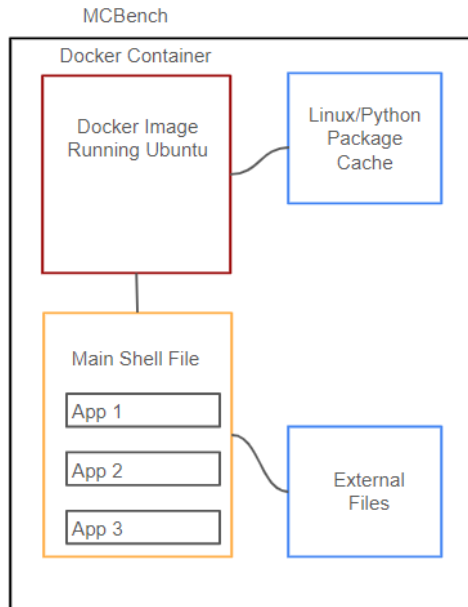 MCBench
Docker Container
Docker Image
Running Ubuntu
Linux/Python
Package
Cache
Main Shell File
App 1
App 2
App 3
External
Files